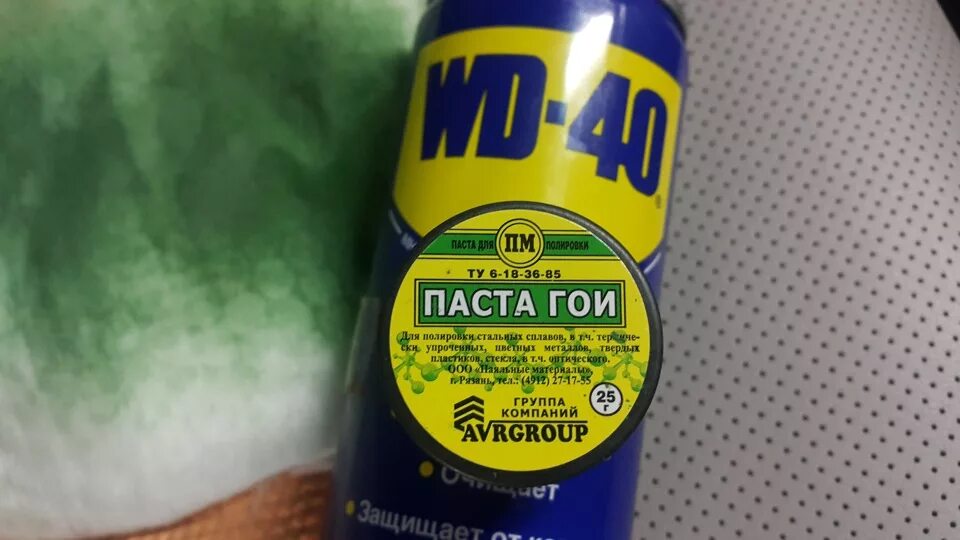 WD-40
ПАСТА ДЛЯ ПМ ПОЛИРОВКИ
ТУ 6-18-36-85
ПАСТА ГОИ
Для полировки стальных сплавов, в т.ч. термически
упрочненных, цветных металлов, твердых
пластиков, стекла, в т.ч. оптического.
ООО "Паяльные материалы"
г. Рязань, тел.: (4912) 27-17-55
25 г
ГРУППА
КОМПАНИЙ
AVRGROUP
Очищает
Защищает от